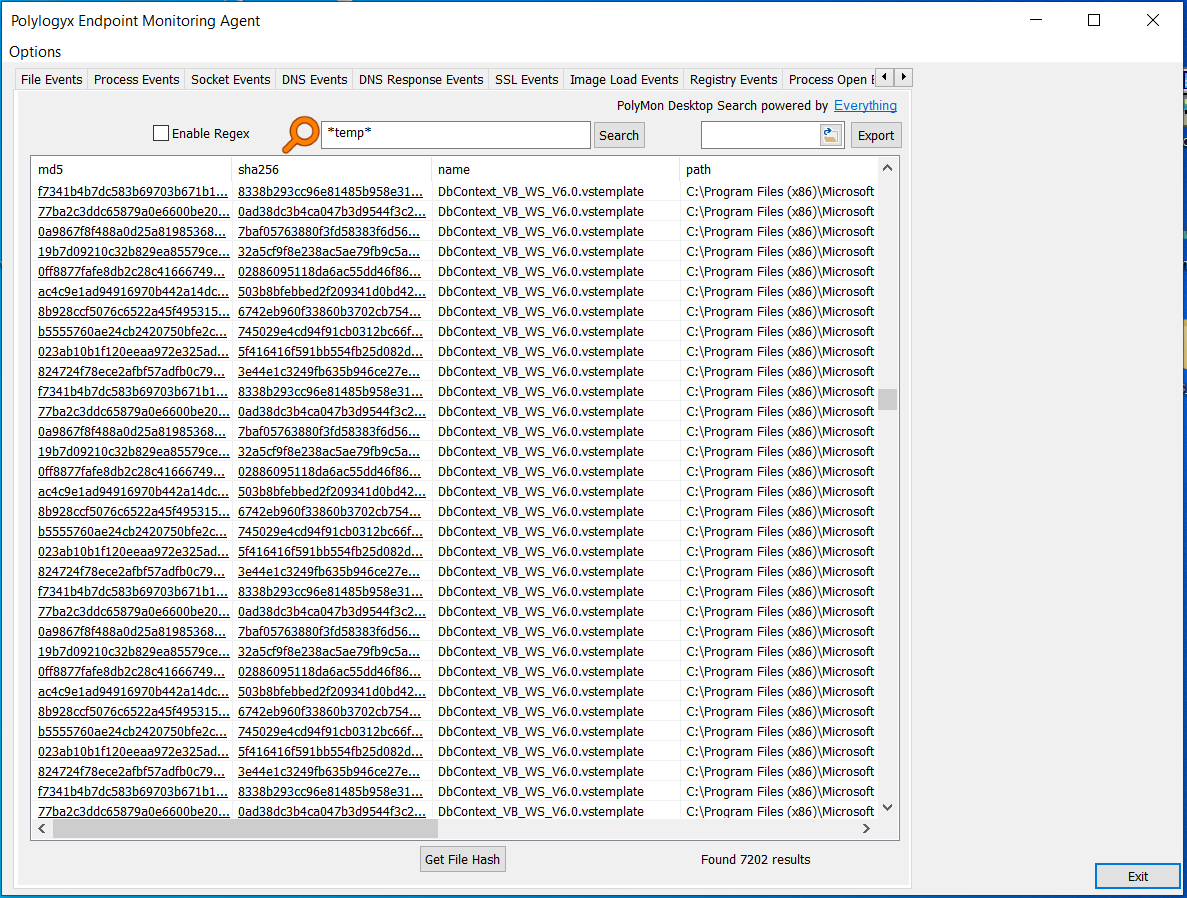 Polylogyx Endpoint Monitoring Agent
Options
File Events Process Events Socket Events DNS Events DNS Response Events SSL Events Image Load Events Registry Events Process Open E
PolyMon Desktop Search powered by Everything
Enable Regex *temp* Search Export
md5 sha256 name path
f7341b4b7dc583b69703b671b1... 8338b293cc96e81485b958e31... DbContext_VB_WS_V6.0.vstemplate C:\Program Files (x86)\Microsoft
77ba2c3ddc65879a0e6600be20... 0ad38dc3b4ca047b3d9544f3c2... DbContext_VB_WS_V6.0.vstemplate C:\Program Files (x86)\Microsoft
0a9867f8f488a0d25a81985368... 7baf05763880f3fd58383f6d56... DbContext_VB_WS_V6.0.vstemplate C:\Program Files (x86)\Microsoft
19b7d09210c32b829ea85579ce... 32a5cf9f8e238ac5ae79fb9c5a... DbContext_VB_WS_V6.0.vstemplate C:\Program Files (x86)\Microsoft
0ff8877fafe8db2c28c41666749... 02886095118da6ac55dd46f86... DbContext_VB_WS_V6.0.vstemplate C:\Program Files (x86)\Microsoft
ac4c9e1ad94916970b442a14dc... 503b8bfebbed2f209341d0bd42... DbContext_VB_WS_V6.0.vstemplate C:\Program Files (x86)\Microsoft
8b928ccf5076c6522a45f495315... 6742eb960f33860b3702cb754... DbContext_VB_WS_V6.0.vstemplate C:\Program Files (x86)\Microsoft
b5555760ae24cb2420750bfe2c... 745029e4cd94f91cb0312bc66f... DbContext_VB_WS_V6.0.vstemplate C:\Program Files (x86)\Microsoft
023ab10b1f120eeaa972e325ad... 5f416416f591bb554fb25d082d... DbContext_VB_WS_V6.0.vstemplate C:\Program Files (x86)\Microsoft
824724f78ece2afbf57adfb0c79... 3e44e1c3249fb635b946ce27e... DbContext_VB_WS_V6.0.vstemplate C:\Program Files (x86)\Microsoft
f7341b4b7dc583b69703b671b1... 8338b293cc96e81485b958e31... DbContext_VB_WS_V6.0.vstemplate C:\Program Files (x86)\Microsoft
77ba2c3ddc65879a0e6600be20... 0ad38dc3b4ca047b3d9544f3c2... DbContext_VB_WS_V6.0.vstemplate C:\Program Files (x86)\Microsoft
0a9867f8f488a0d25a81985368... 7baf05763880f3fd58383f6d56... DbContext_VB_WS_V6.0.vstemplate C:\Program Files (x86)\Microsoft
19b7d09210c32b829ea85579ce... 32a5cf9f8e238ac5ae79fb9c5a... DbContext_VB_WS_V6.0.vstemplate C:\Program Files (x86)\Microsoft
0ff8877fafe8db2c28c41666749... 02886095118da6ac55dd46f86... DbContext_VB_WS_V6.0.vstemplate C:\Program Files (x86)\Microsoft
ac4c9e1ad94916970b442a14dc... 503b8bfebbed2f209341d0bd42... DbContext_VB_WS_V6.0.vstemplate C:\Program Files (x86)\Microsoft
8b928ccf5076c6522a45f495315... 6742eb960f33860b3702cb754... DbContext_VB_WS_V6.0.vstemplate C:\Program Files (x86)\Microsoft
b5555760ae24cb2420750bfe2c... 745029e4cd94f91cb0312bc66f... DbContext_VB_WS_V6.0.vstemplate C:\Program Files (x86)\Microsoft
023ab10b1f120eeaa972e325ad... 5f416416f591bb554fb25d082d... DbContext_VB_WS_V6.0.vstemplate C:\Program Files (x86)\Microsoft
824724f78ece2afbf57adfb0c79... 3e44e1c3249fb635b946ce27e... DbContext_VB_WS_V6.0.vstemplate C:\Program Files (x86)\Microsoft
f7341b4b7dc583b69703b671b1... 8338b293cc96e81485b958e31... DbContext_VB_WS_V6.0.vstemplate C:\Program Files (x86)\Microsoft
77ba2c3ddc65879a0e6600be20... 0ad38dc3b4ca047b3d9544f3c2... DbContext_VB_WS_V6.0.vstemplate C:\Program Files (x86)\Microsoft
0a9867f8f488a0d25a81985368... 7baf05763880f3fd58383f6d56... DbContext_VB_WS_V6.0.vstemplate C:\Program Files (x86)\Microsoft
19b7d09210c32b829ea85579ce... 32a5cf9f8e238ac5ae79fb9c5a... DbContext_VB_WS_V6.0.vstemplate C:\Program Files (x86)\Microsoft
0ff8877fafe8db2c28c41666749... 02886095118da6ac55dd46f86... DbContext_VB_WS_V6.0.vstemplate C:\Program Files (x86)\Microsoft
ac4c9e1ad94916970b442a14dc... 503b8bfebbed2f209341d0bd42... DbContext_VB_WS_V6.0.vstemplate C:\Program Files (x86)\Microsoft
8b928ccf5076c6522a45f495315... 6742eb960f33860b3702cb754... DbContext_VB_WS_V6.0.vstemplate C:\Program Files (x86)\Microsoft
b5555760ae24cb2420750bfe2c... 745029e4cd94f91cb0312bc66f... DbContext_VB_WS_V6.0.vstemplate C:\Program Files (x86)\Microsoft
023ab10b1f120eeaa972e325ad... 5f416416f591bb554fb25d082d... DbContext_VB_WS_V6.0.vstemplate C:\Program Files (x86)\Microsoft
824724f78ece2afbf57adfb0c79... 3e44e1c3249fb635b946ce27e... DbContext_VB_WS_V6.0.vstemplate C:\Program Files (x86)\Microsoft
f7341b4b7dc583b69703b671b1... 8338b293cc96e81485b958e31... DbContext_VB_WS_V6.0.vstemplate C:\Program Files (x86)\Microsoft
77ba2c3ddc65879a0e6600be20... 0ad38dc3b4ca047b3d9544f3c2... DbContext_VB_WS_V6.0.vstemplate C:\Program Files (x86)\Microsoft
Get File Hash Found 7202 results
Exit